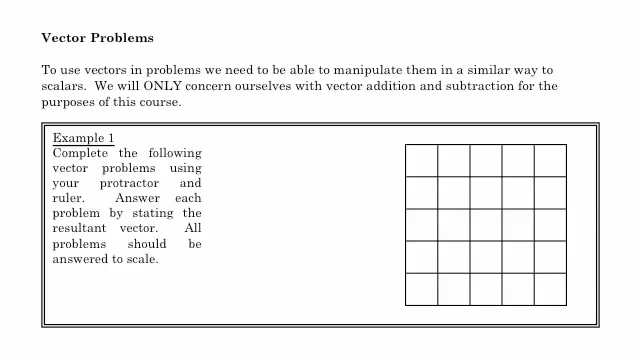 Vector Problems
To use vectors in problems we need to be able to manipulate them in a similar way to
scalars. We will ONLY concern ourselves with vector addition and subtraction for the
purposes of this course.
Example 1
Complete the following
vector problems using
your protractor and
ruler. Answer each
problem by stating the
resultant vector. All
problems should be
answered to scale.